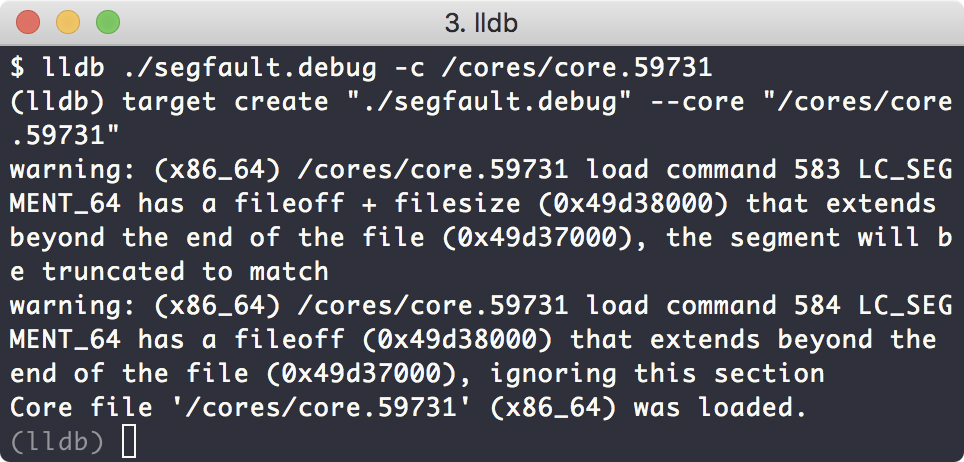 3. lldb
$ lldb ./segfault.debug -c /cores/core.59731
(lldb) target create "./segfault.debug" --core "/cores/core
.59731"
warning: (x86_64) /cores/core.59731 load command 583 LC_SEG
MENT_64 has a fileoff + filesize (0x49d38000) that extends
beyond the end of the file (0x49d37000), the segment will b
e truncated to match
warning: (x86_64) /cores/core.59731 load command 584 LC_SEG
MENT_64 has a fileoff (0x49d38000) that extends beyond the
end of the file (0x49d37000), ignoring this section
Core file '/cores/core.59731' (x86_64) was loaded.
(lldb)